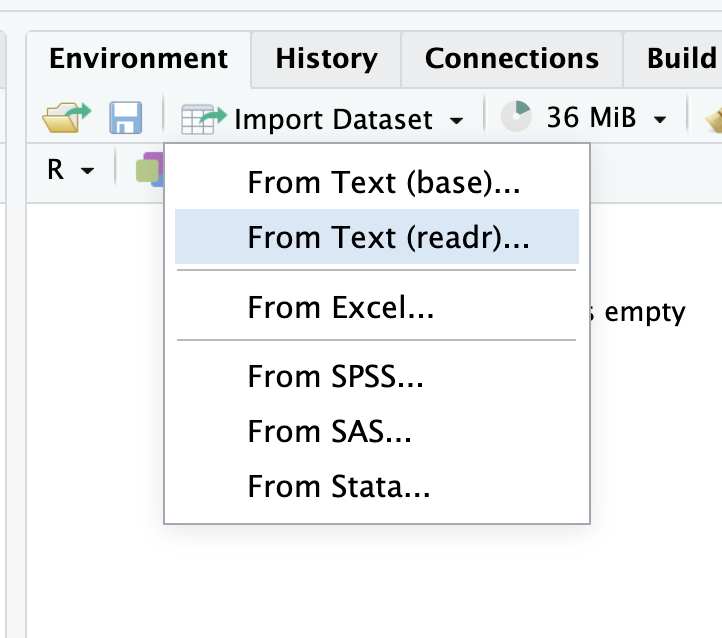 Environment History Connections Build
Import Dataset 36 MiB
R
From Text (base)...
From Text (readr)...
From Excel...
empty
From SPSS...
From SAS...
From Stata...